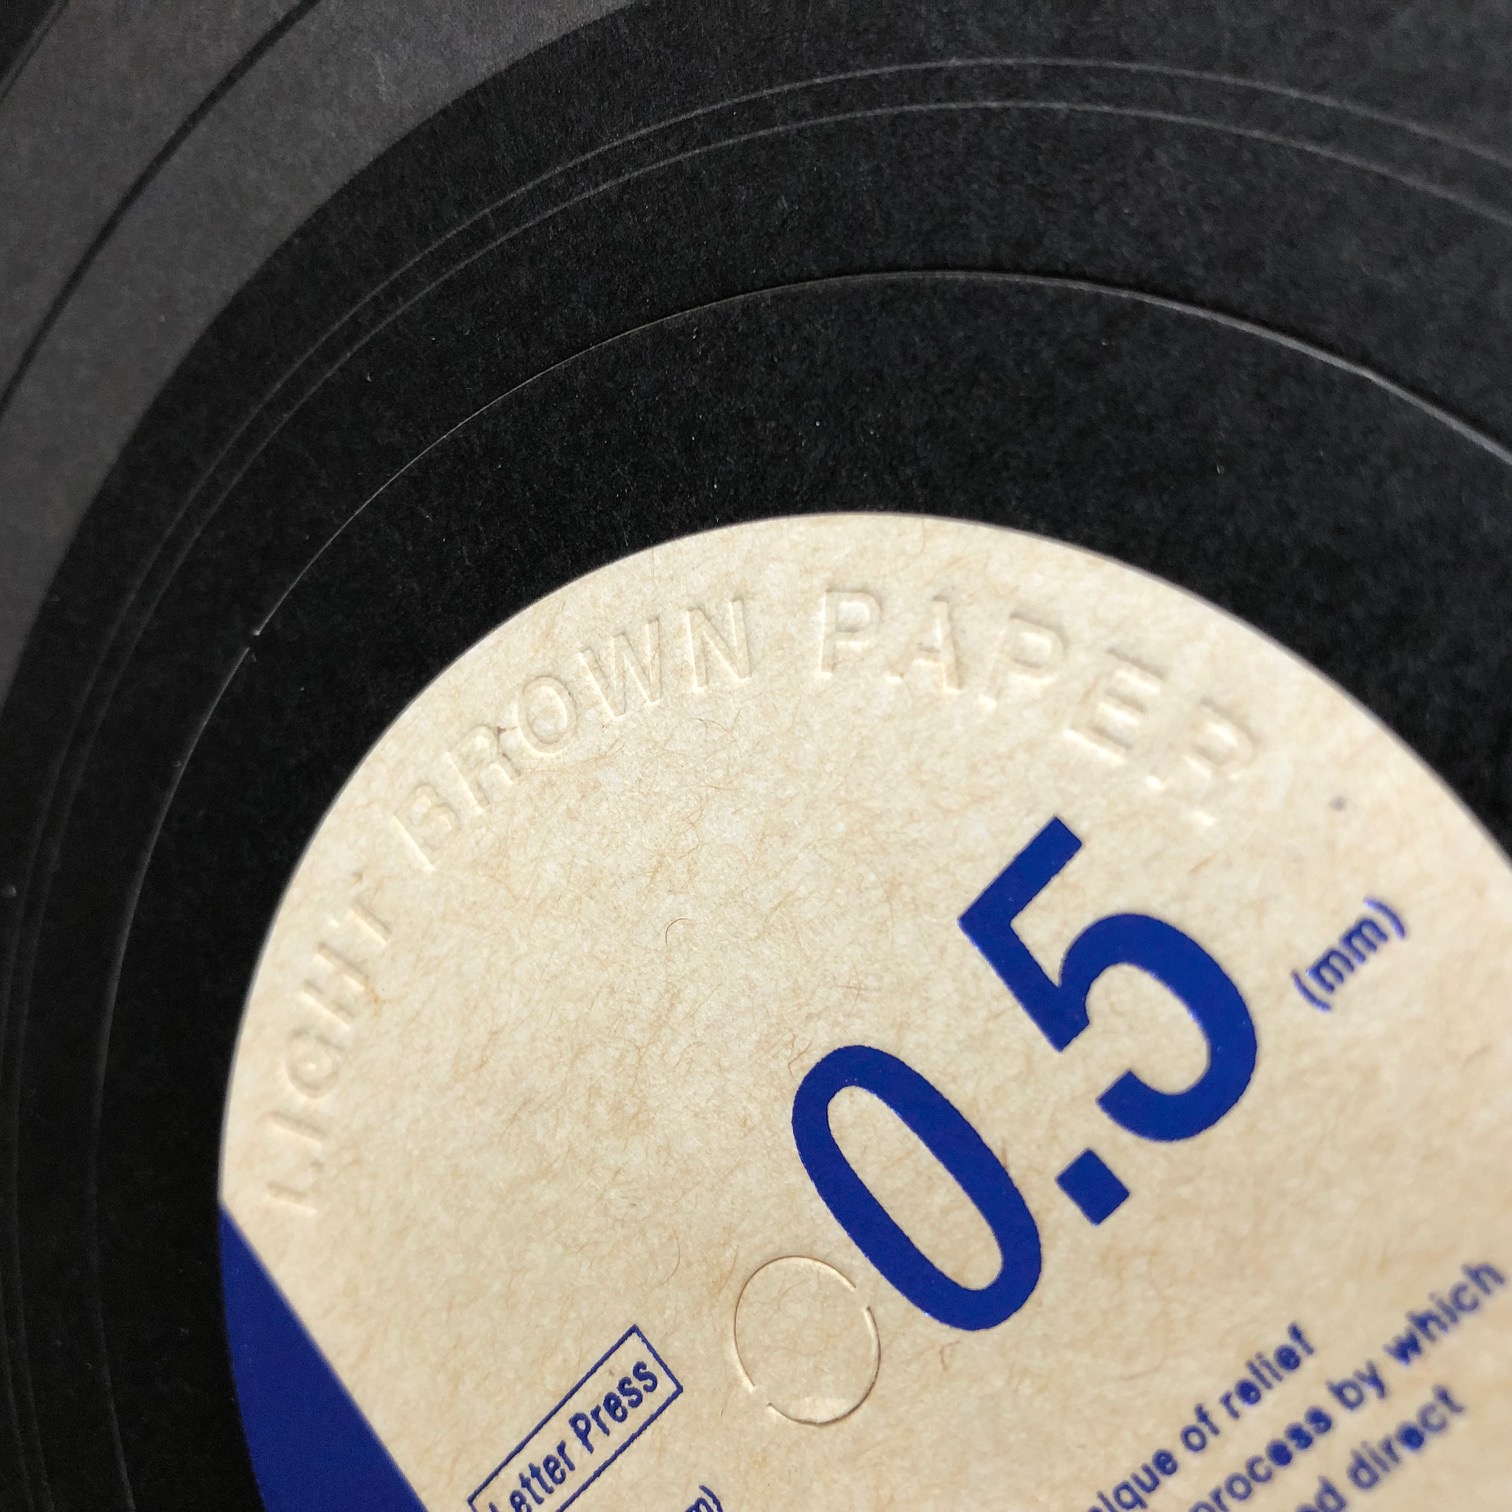 LIGHT BROWN PAPER
0.5 (mm)
Letter Press
of relief
process by which
direct